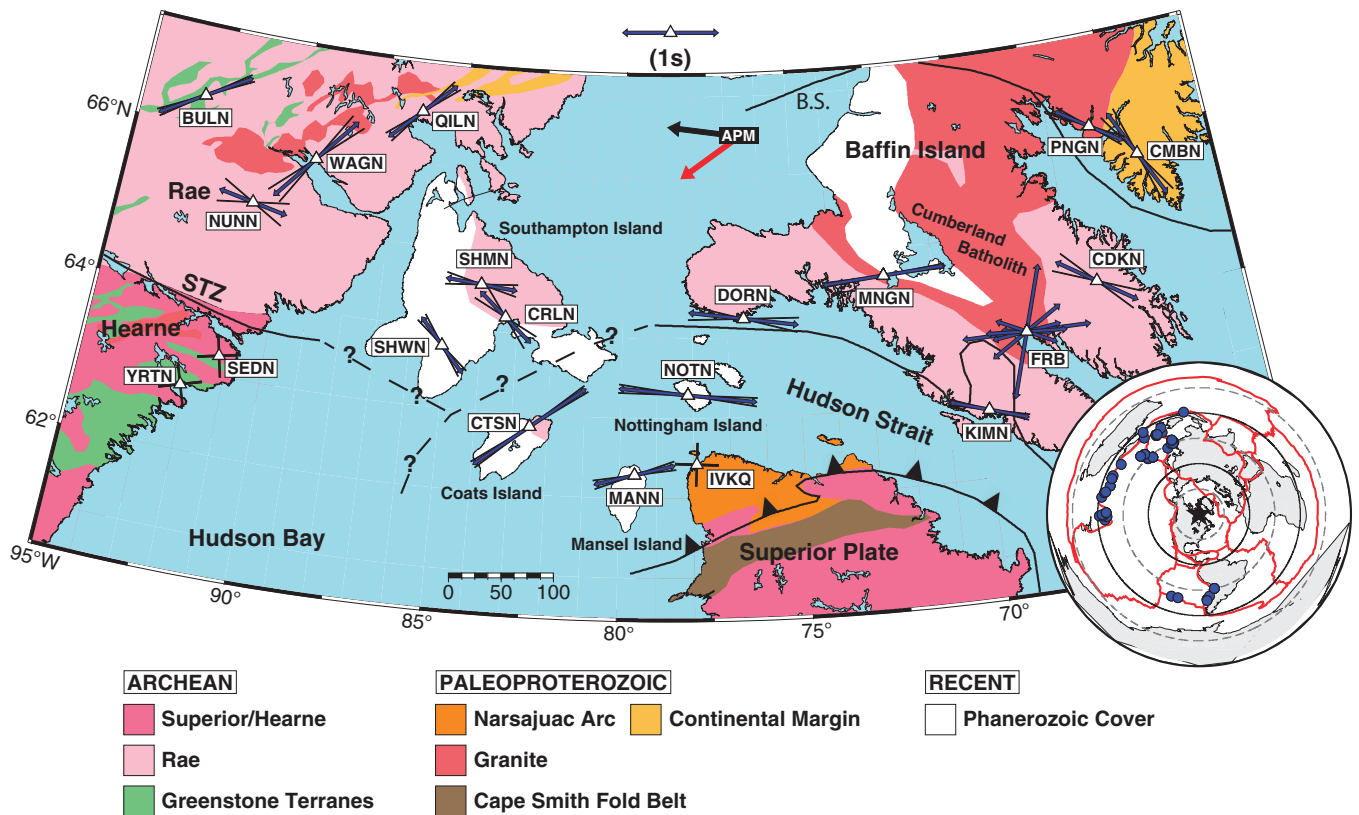 (1s)
66°N
BULN
QILN
B.S.
APM
WAGN
PNGN
CMBN
Baffin Island
Rae
NUNN
Cumberland
Batholith
Southampton Island
64°
STZ
SHMN
DORN
MNGN
CDKN
CRLN
Hearne
SHWN
?
?
?
?
SEDN
YRTN
NOTN
FRB
62°
CTSN
Nottingham Island
Hudson Strait
KIMN
IVKQ
MANN
Coats Island
Hudson Bay
Mansel Island
Superior Plate
95°W
0 50 100
90°
85°
80°
75°
70°
ARCHEAN
PALEOPROTEROZOIC
RECENT
Superior/Hearne
Narsajuac Arc
Continental Margin
Phanerozoic Cover
Rae
Granite
Greenstone Terranes
Cape Smith Fold Belt